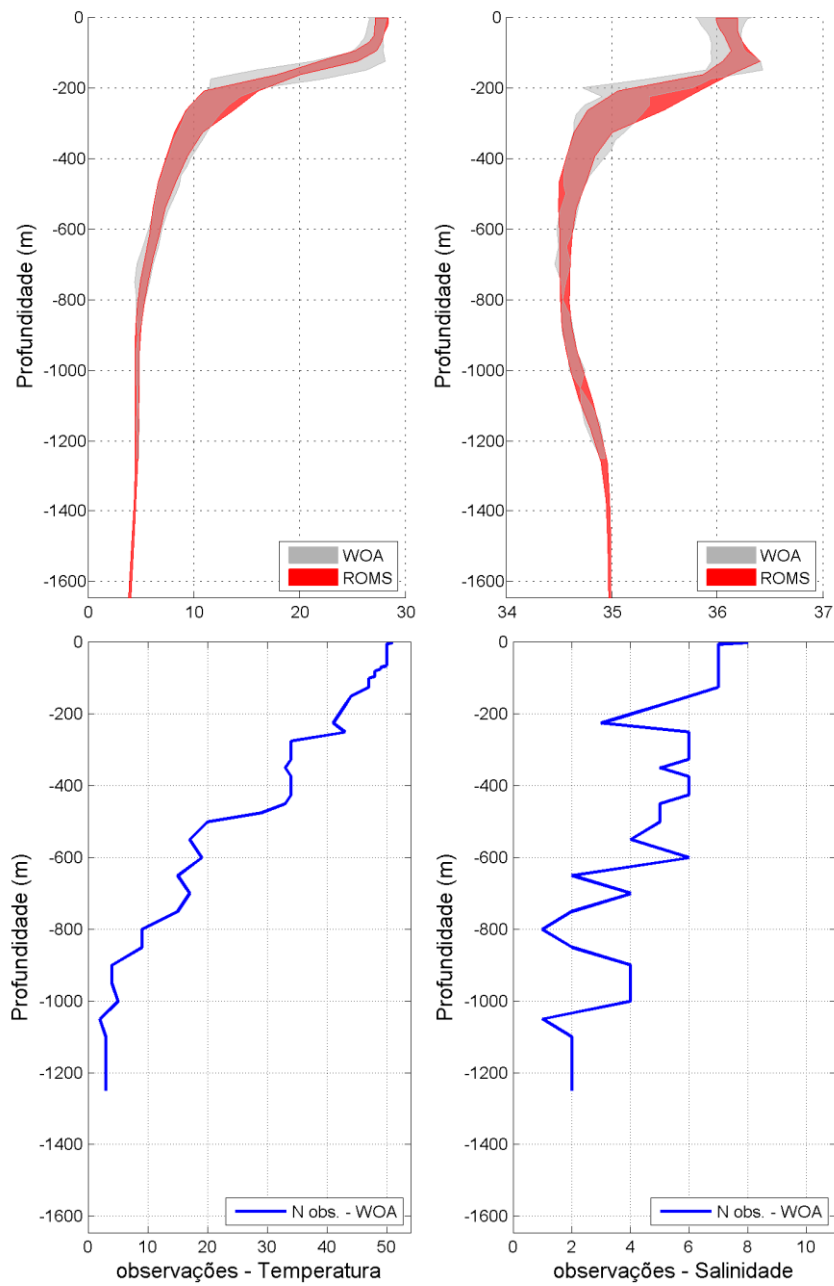 0
-200
-400
-600
-800
-1000
-1200
-1400
-1600
Profundidade (m)
0 10 20 30
WOA
ROMS
0
-200
-400
-600
-800
-1000
-1200
-1400
-1600
Profundidade (m)
34 35 36 37
WOA
ROMS
0
-200
-400
-600
-800
-1000
-1200
-1400
-1600
Profundidade (m)
0 10 20 30 40 50
N obs. - WOA
observações - Temperatura
0
-200
-400
-600
-800
-1000
-1200
-1400
-1600
Profundidade (m)
0 2 4 6 8 10
N obs. - WOA
observações - Salinidade